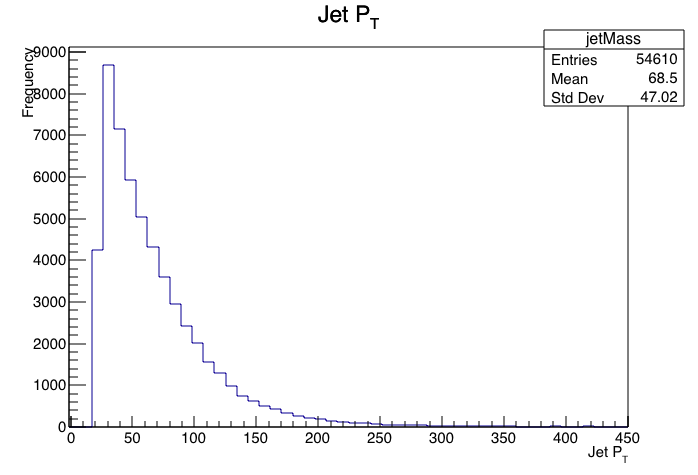 Jet P_T
jetMass
Entries 54610
Mean 68.5
Std Dev 47.02
Frequency
9000
8000
7000
6000
5000
4000
3000
2000
1000
0
0 50 100 150 200 250 300 350 400 450
Jet P_T